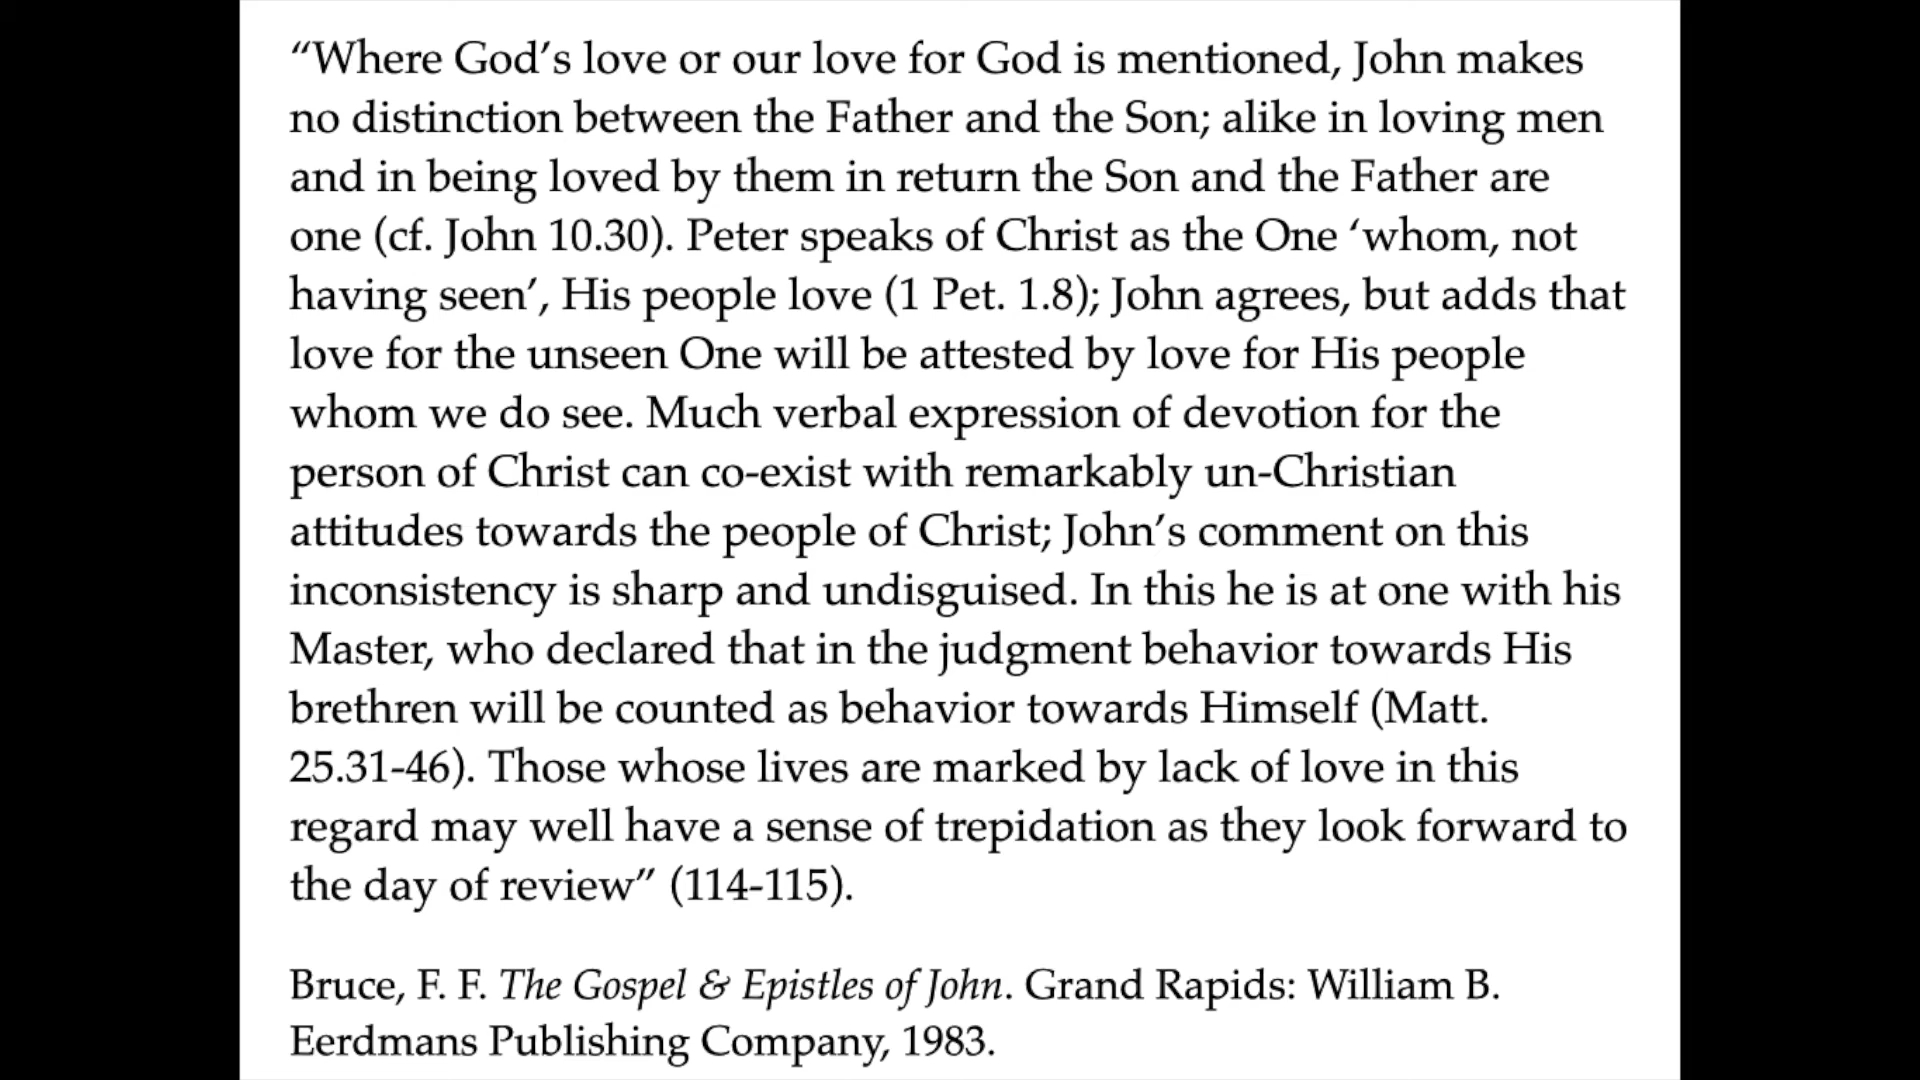 “Where God’s love or our love for God is mentioned, John makes
no distinction between the Father and the Son; alike in loving men
and in being loved by them in return the Son and the Father are
one (cf. John 10.30). Peter speaks of Christ as the One ‘whom, not
having seen’, His people love (1 Pet. 1.8); John agrees, but adds that
love for the unseen One will be attested by love for His people
whom we do see. Much verbal expression of devotion for the
person of Christ can co-exist with remarkably un-Christian
attitudes towards the people of Christ; John’s comment on this
inconsistency is sharp and undisguised. In this he is at one with his
Master, who declared that in the judgment behavior towards His
brethren will be counted as behavior towards Himself (Matt.
25.31-46). Those whose lives are marked by lack of love in this
regard may well have a sense of trepidation as they look forward to
the day of review” (114-115).
Bruce, F. F. The Gospel & Epistles of John. Grand Rapids: William B.
Eerdmans Publishing Company, 1983.